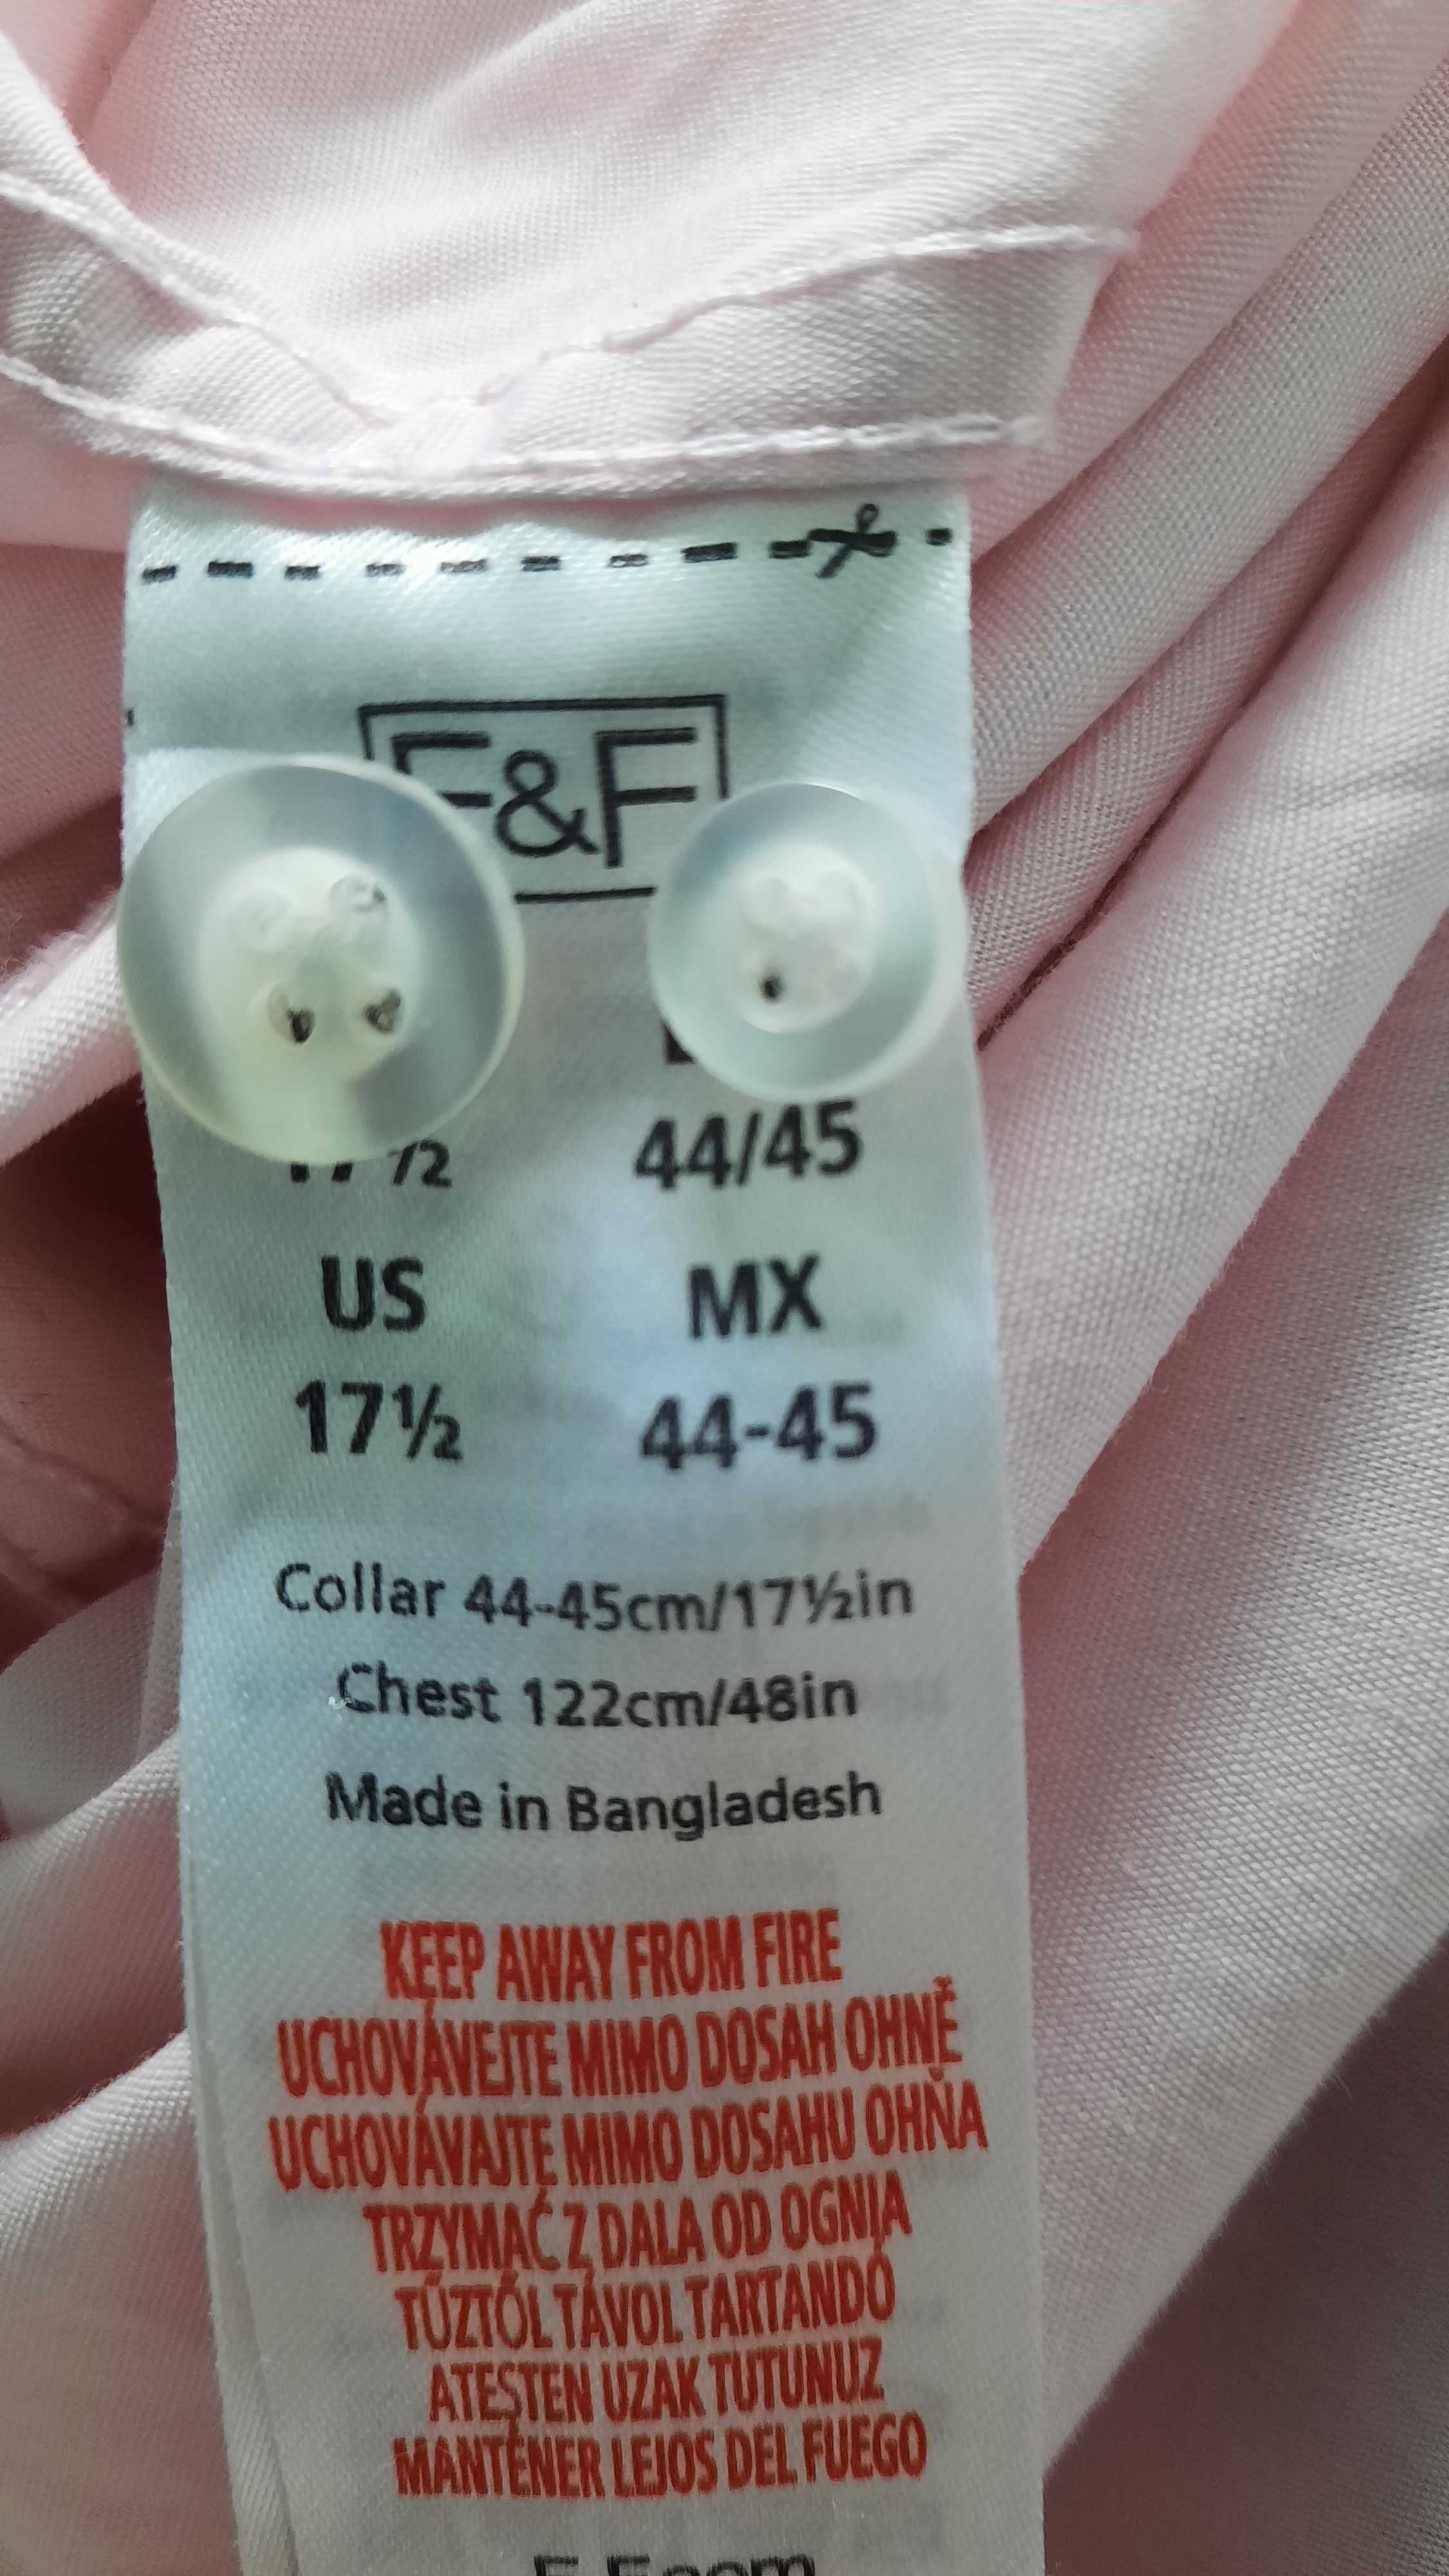 F&F
17½ 44/45
US MX
17½ 44-45
Collar 44-45cm/17½in
Chest 122cm/48in
Made in Bangladesh
KEEP AWAY FROM FIRE
UCHOVÁVEJTE MIMO DOSAH OHNĚ
UCHOVÁVAJTE MIMO DOSAHU OHŇA
TRZYMAĆ Z DALA OD OGNIA
TŰZTŐL TÁVOL TARTANDÓ
ATEŞTEN UZAK TUTUNUZ
MANTENER LEJOS DEL FUEGO